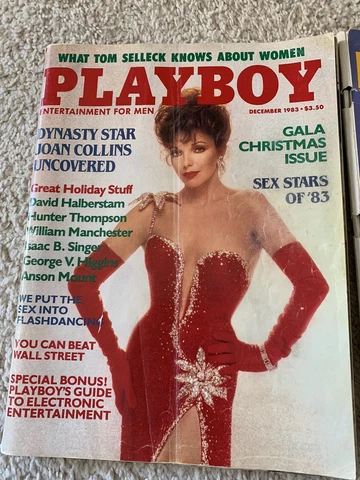 WHAT TOM SELLECK KNOWS ABOUT WOMEN
PLAYBOY
ENTERTAINMENT FOR MEN
DECEMBER 1983 • $3.50
DYNASTY STAR
JOAN COLLINS
UNCOVERED
Great Holiday Stuff
David Halberstam
Hunter Thompson
William Manchester
Isaac B. Singer
George V. Higgins
Anson Mount
WE PUT THE
SEX INTO
FLASHDANCING
YOU CAN BEAT
WALL STREET
SPECIAL BONUS!
PLAYBOY'S GUIDE
TO ELECTRONIC
ENTERTAINMENT
GALA
CHRISTMAS
ISSUE
SEX STARS
OF '83